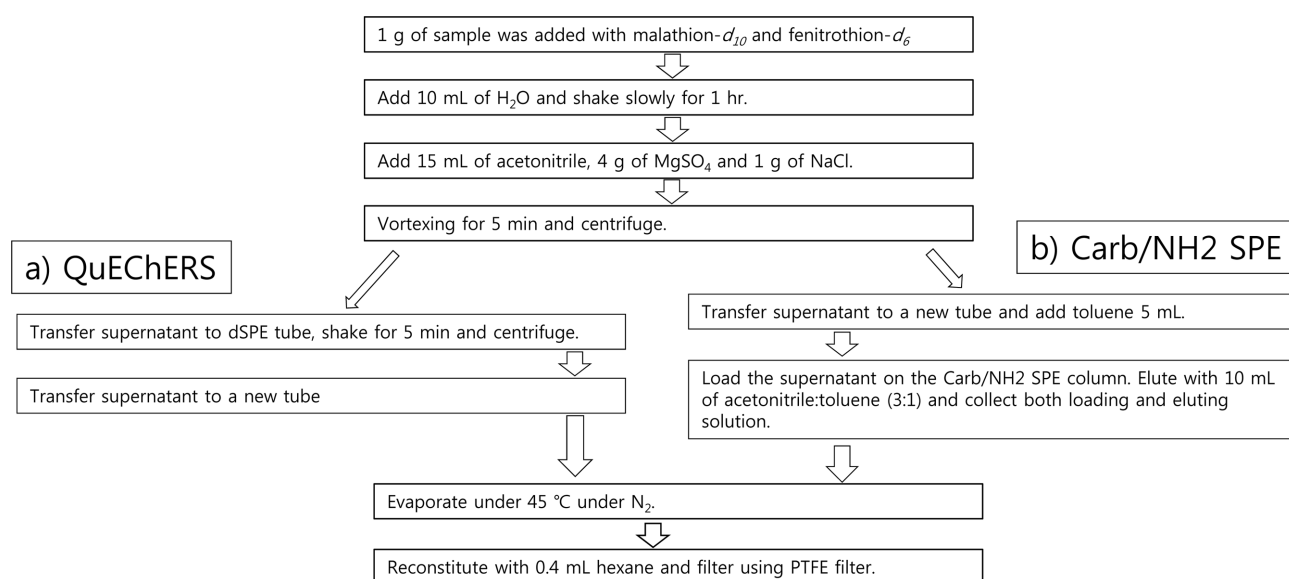 1 g of sample was added with malathion-d10 and fenitrothion-d6
Add 10 mL of H2O and shake slowly for 1 hr.
Add 15 mL of acetonitrile, 4 g of MgSO4 and 1 g of NaCl.
Vortexing for 5 min and centrifuge.
a) QuEChERS
Transfer supernatant to dSPE tube, shake for 5 min and centrifuge.
Transfer supernatant to a new tube
b) Carb/NH2 SPE
Transfer supernatant to a new tube and add toluene 5 mL.
Load the supernatant on the Carb/NH2 SPE column. Elute with 10 mL
of acetonitrile:toluene (3:1) and collect both loading and eluting
solution.
Evaporate under 45 ℃ under N2.
Reconstitute with 0.4 mL hexane and filter using PTFE filter.